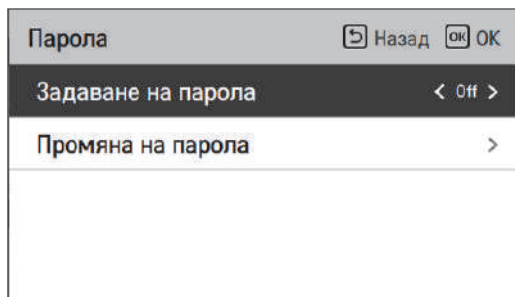 Парола Назад OK OK
Задаване на парола < Off >
Промяна на парола >